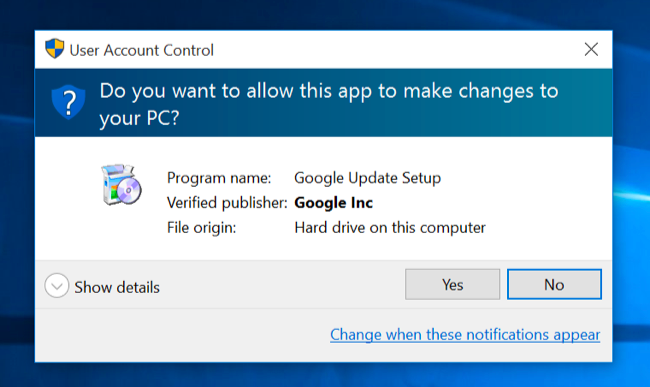 User Account Control
Do you want to allow this app to make changes to
your PC?
Program name: Google Update Setup
Verified publisher: Google Inc
File origin: Hard drive on this computer
Show details
Yes
No
Change when these notifications appear